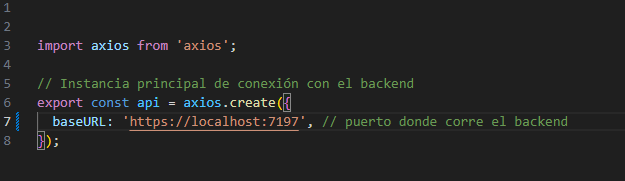 1
2
3 import axios from 'axios';
4
5 // Instancia principal de conexión con el backend
6 export const api = axios.create({
7   baseURL: 'https://localhost:7197', // puerto donde corre el backend
8 });